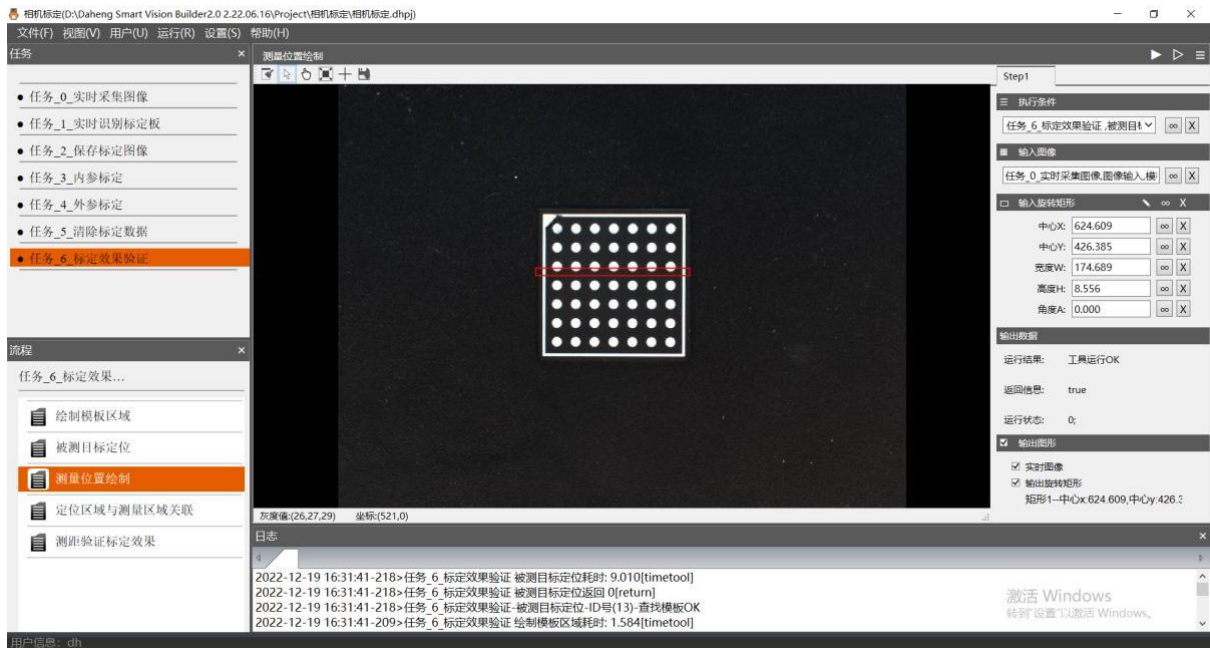 相机标定(D:\Daheng Smart Vision Builder2.0 2.22.06.16\Project\相机标定\相机标定.dhpj)
文件(F) 视图(V) 用户(U) 运行(R) 设置(S) 帮助(H)
任务
任务_0_实时采集图像
任务_1_实时识别标定板
任务_2_保存标定图像
任务_3_内参标定
任务_4_外参标定
任务_5_清除标定数据
任务_6_标定效果验证
流程
任务_6_标定效果...
绘制模板区域
被测目标定位
测量位置绘制
定位区域与测量区域关联
测距验证标定效果
测量位置绘制
灰度值:(26,27,29) 坐标:(521,0)
Step1
执行条件
任务_6_标定效果验证,被测目标 ∞ X
输入图像
任务_0_实时采集图像,图像输入,模 ∞ X
输入旋转矩形 ∞ X
中心X: 624.609 ∞ X
中心Y: 426.385 ∞ X
宽度W: 174.689 ∞ X
高度H: 8.556 ∞ X
角度A: 0.000 ∞ X
输出数据
运行结果: 工具运行OK
返回信息: true
运行状态: 0;
输出图形
实时图像
输出旋转矩形
矩形1--中心x:624.609,中心y:426.3
日志
2022-12-19 16:31:41-218>任务_6_标定效果验证 被测目标定位耗时: 9.010[timetool]
2022-12-19 16:31:41-218>任务_6_标定效果验证 被测目标定位返回 0[return]
2022-12-19 16:31:41-218>任务_6_标定效果验证-被测目标定位-ID号(13)-查找模板OK
2022-12-19 16:31:41-209>任务_6_标定效果验证 绘制模板区域耗时: 1.584[timetool]
激活 Windows
转到"设置"以激活 Windows。
用户信息: dh